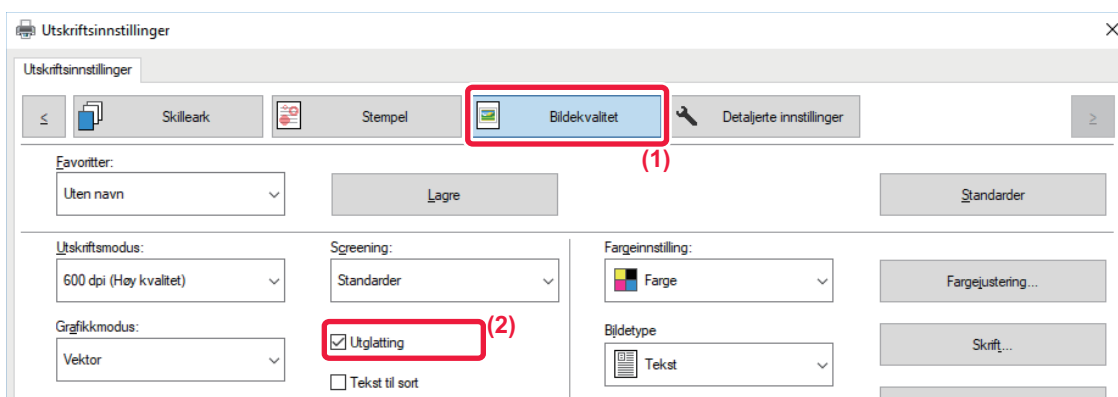 Utskriftsinnstillinger
Utskriftsinnstillinger
<
Skilleark
Stempel
Bildekvalitet
Detaljerte innstillinger
>
(1)
Favoritter:
Uten navn
Lagre
Standarder
Utskriftsmodus:
600 dpi (Høy kvalitet)
Screening:
Standarder
Fargeinnstilling:
Farge
Fargejustering...
Grafikkmodus:
Vektor
(2)
Utglatting
Tekst til sort
Bildetype
Tekst
Skrift...